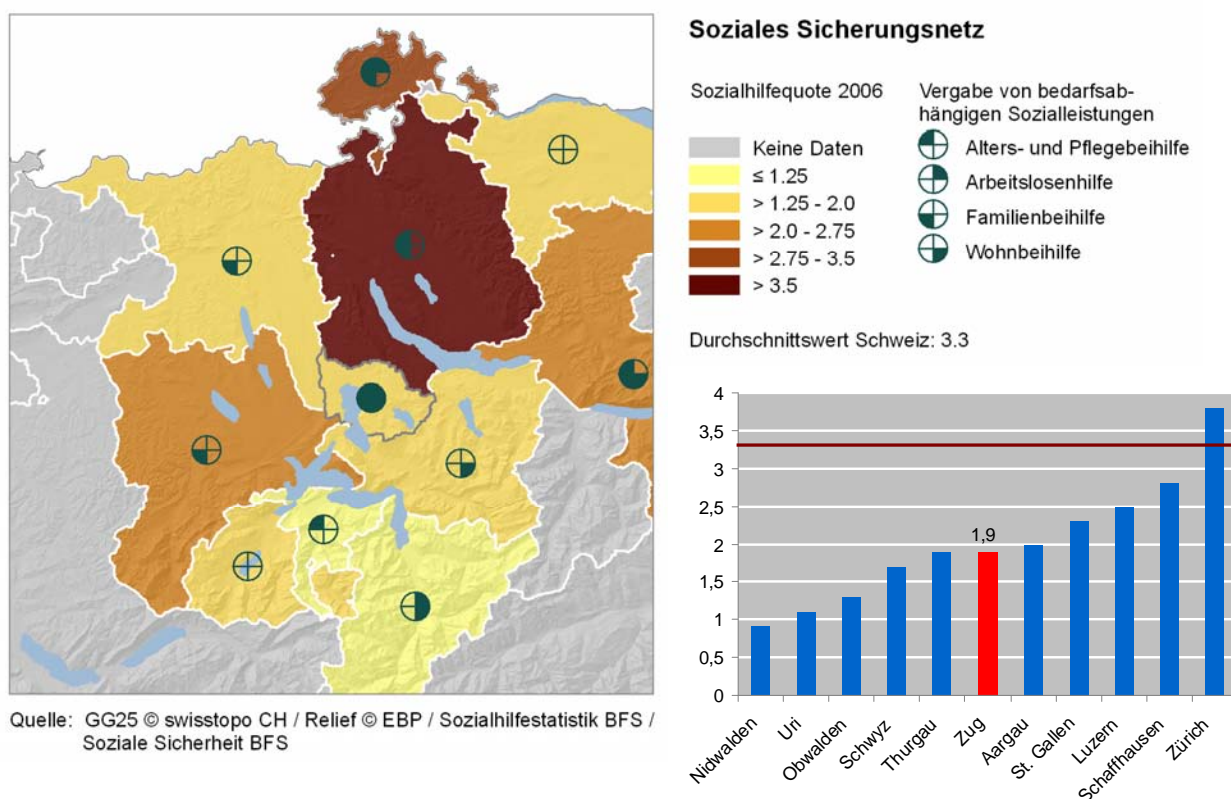 Soziales Sicherungsnetz
Sozialhilfequote 2006
Keine Daten
≤ 1.25
> 1.25 - 2.0
> 2.0 - 2.75
> 2.75 - 3.5
> 3.5
Vergabe von bedarfsab-
hängigen Sozialleistungen
Alters- und Pflegebeihilfe
Arbeitslosenhilfe
Familienbeihilfe
Wohnbeihilfe
Durchschnittswert Schweiz: 3.3
4
3,5
3
2,5
2
1,5
1
0,5
0
1,9
Nidwalden
Uri
Obwalden
Schwyz
Thurgau
Zug
Aargau
St. Gallen
Luzern
Schaffhausen
Zürich
Quelle: GG25 © swisstopo CH / Relief © EBP / Sozialhilfestatistik BFS /
Soziale Sicherheit BFS